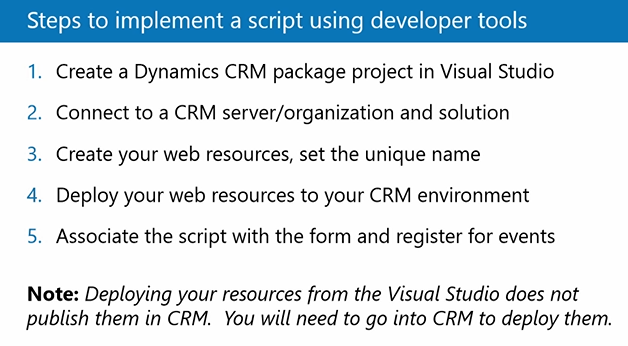 Steps to implement a script using developer tools
1. Create a Dynamics CRM package project in Visual Studio
2. Connect to a CRM server/organization and solution
3. Create your web resources, set the unique name
4. Deploy your web resources to your CRM environment
5. Associate the script with the form and register for events
Note: Deploying your resources from the Visual Studio does not
publish them in CRM. You will need to go into CRM to deploy them.